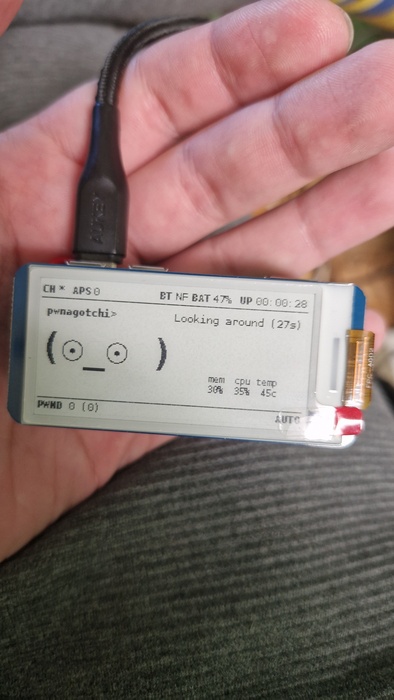 AUKEY
CH * APS 0 BT NF BAT 47% UP 00:00:28
pwnagotchi>
Looking around (27s)
mem cpu temp
30% 35% 45c
PWND 0 (0) AUTO